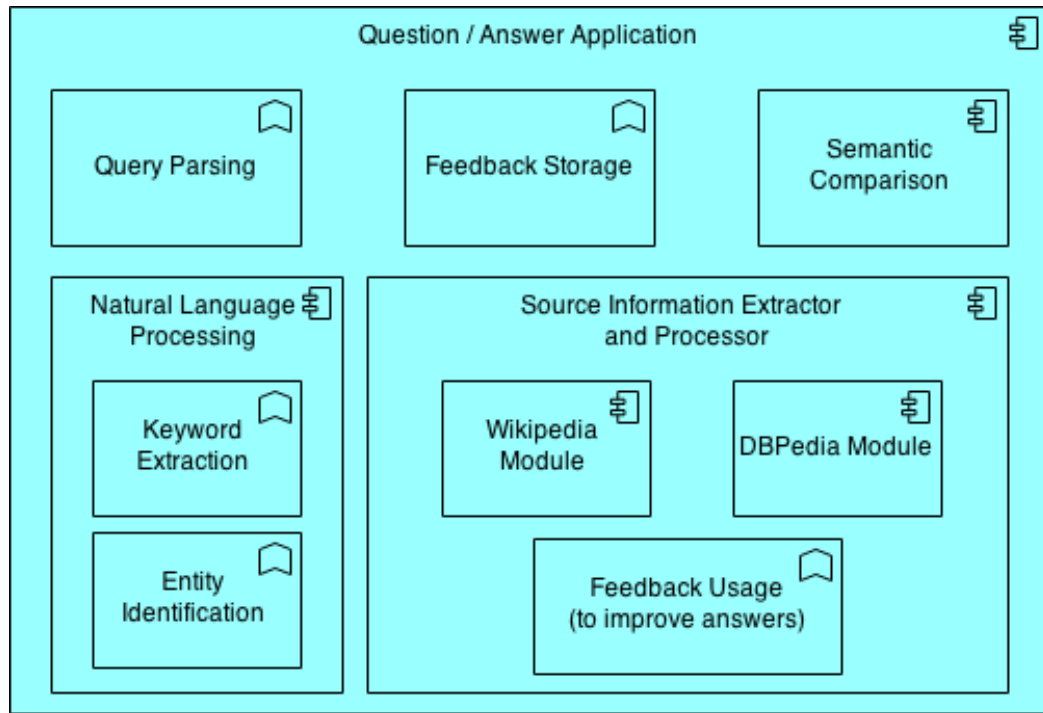 Question / Answer Application
Query Parsing
Feedback Storage
Semantic
Comparison
Natural Language
Processing
Keyword
Extraction
Entity
Identification
Source Information Extractor
and Processor
Wikipedia
Module
DBPedia Module
Feedback Usage
(to improve answers)